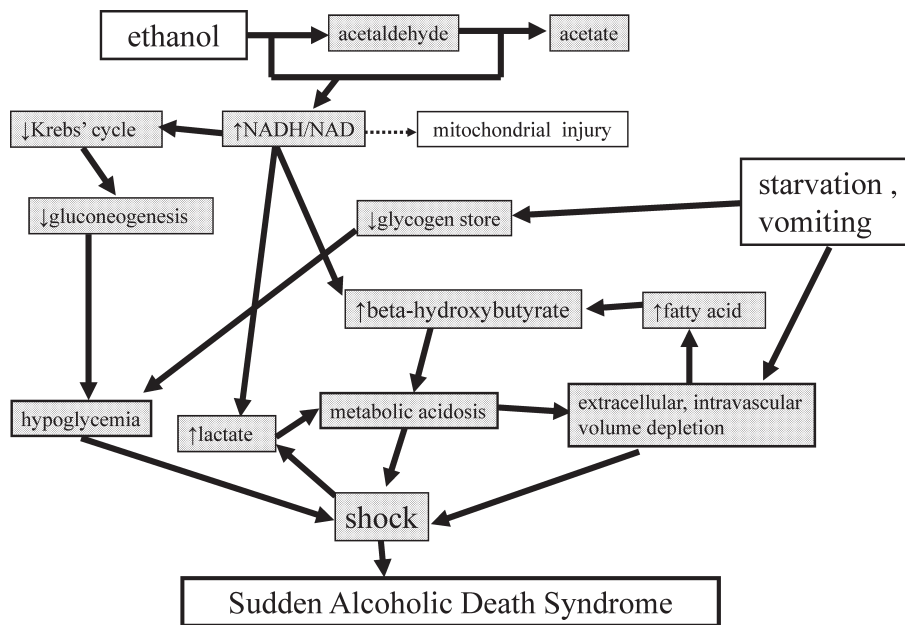 ethanol
acetaldehyde
acetate
↓Krebs' cycle
↑NADH/NAD
mitochondrial injury
↓gluconeogenesis
↓glycogen store
starvation ,
vomiting
↑beta-hydroxybutyrate
↑fatty acid
hypoglycemia
↑lactate
metabolic acidosis
extracellular, intravascular
volume depletion
shock
Sudden Alcoholic Death Syndrome